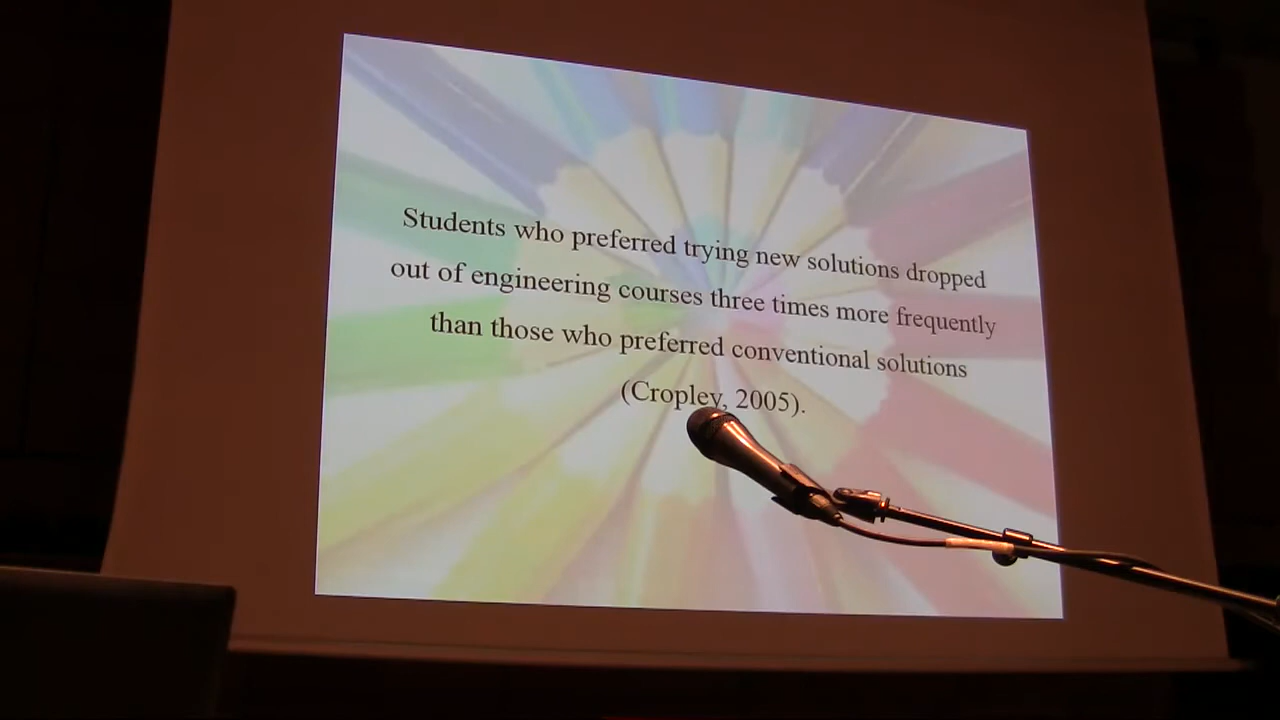 Students who preferred trying new solutions dropped
out of engineering courses three times more frequently
than those who preferred conventional solutions
(Cropley, 2005).